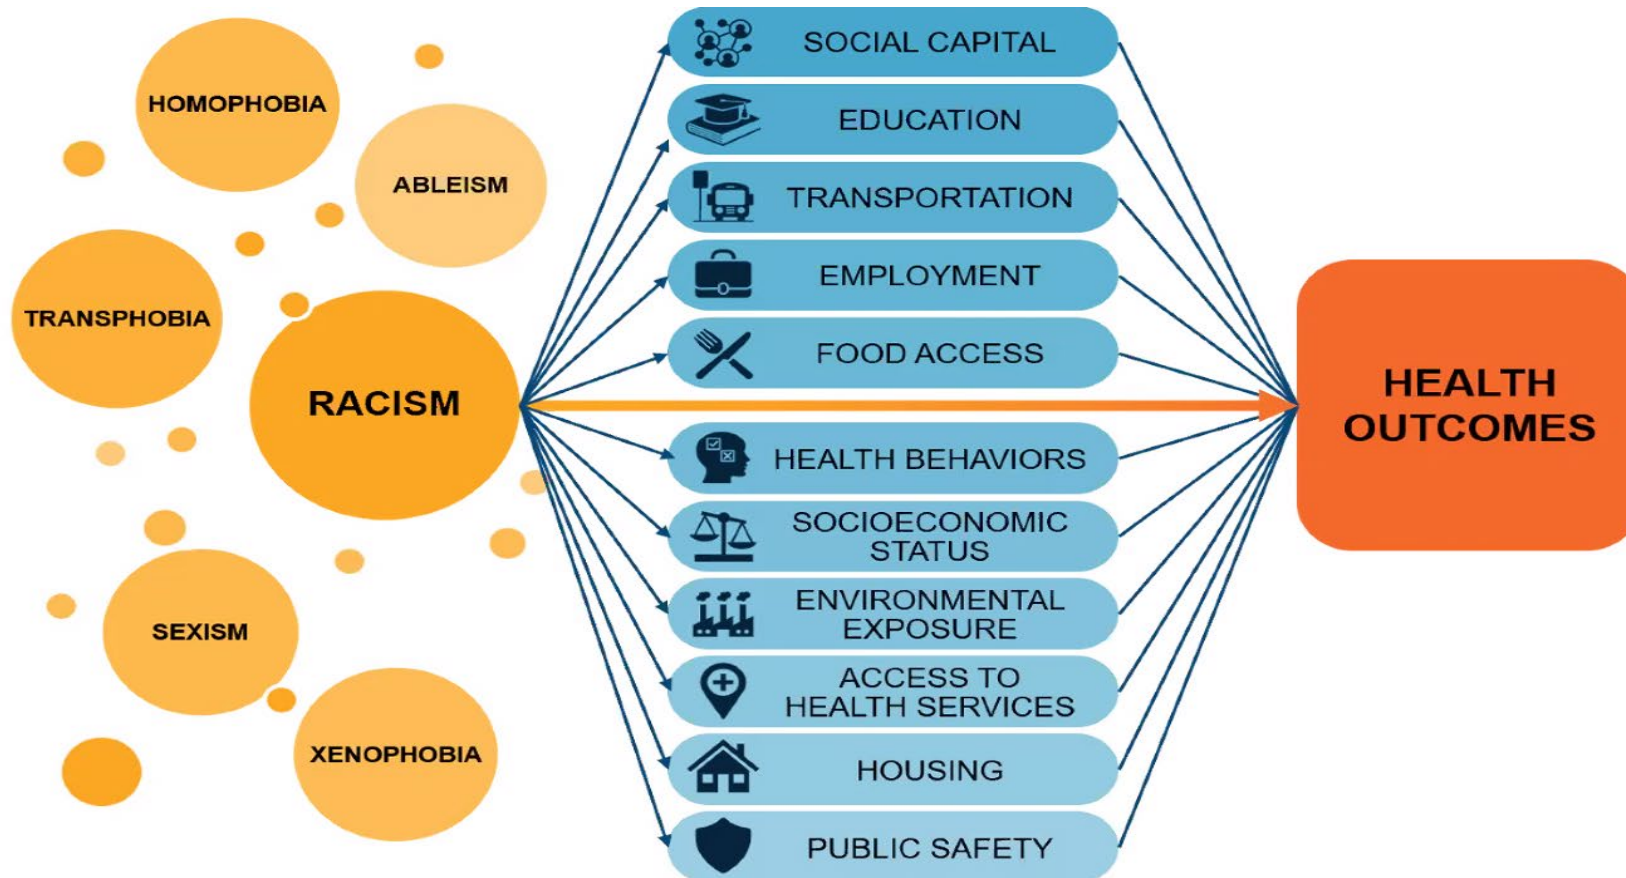 HOMOPHOBIA
ABLEISM
TRANSPHOBIA
RACISM
SEXISM
XENOPHOBIA
SOCIAL CAPITAL
EDUCATION
TRANSPORTATION
EMPLOYMENT
FOOD ACCESS
HEALTH BEHAVIORS
SOCIOECONOMIC
STATUS
ENVIRONMENTAL
EXPOSURE
ACCESS TO
HEALTH SERVICES
HOUSING
PUBLIC SAFETY
HEALTH
OUTCOMES